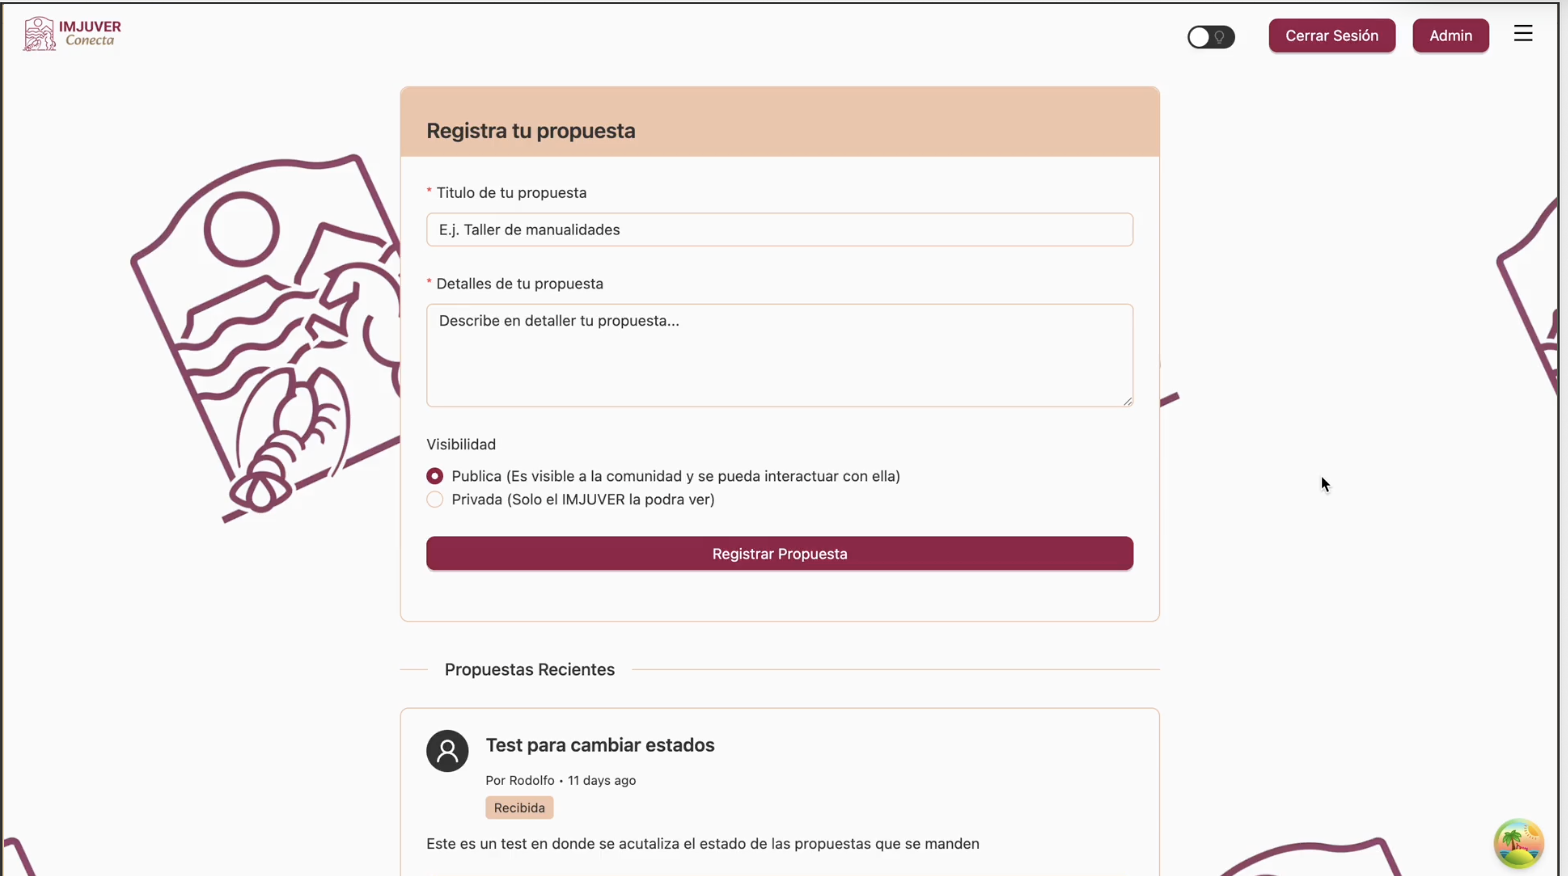 IMJUVER
Conecta
Cerrar Sesión
Admin
Registra tu propuesta
* Titulo de tu propuesta
E.j. Taller de manualidades
* Detalles de tu propuesta
Describe en detaller tu propuesta...
Visibilidad
Publica (Es visible a la comunidad y se pueda interactuar con ella)
Privada (Solo el IMJUVER la podra ver)
Registrar Propuesta
Propuestas Recientes
Test para cambiar estados
Por Rodolfo • 11 days ago
Recibida
Este es un test en donde se acutaliza el estado de las propuestas que se manden